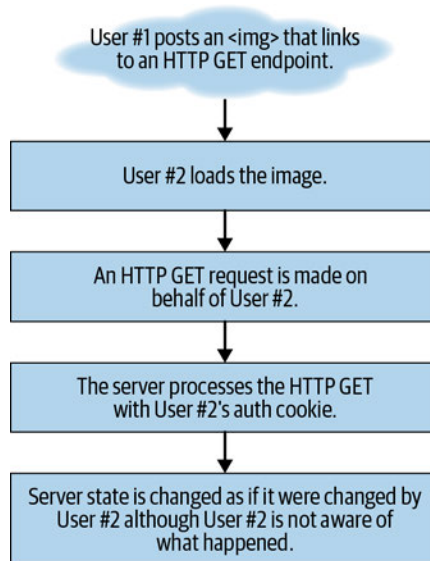 User #1 posts an <img> that links
to an HTTP GET endpoint.
User #2 loads the image.
An HTTP GET request is made on
behalf of User #2.
The server processes the HTTP GET
with User #2's auth cookie.
Server state is changed as if it were changed by
User #2 although User #2 is not aware of
what happened.